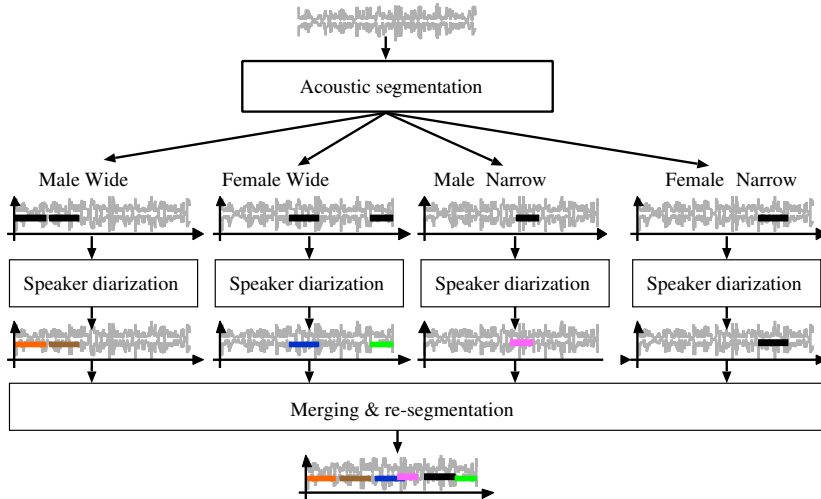 Acoustic segmentation
Male Wide
Female Wide
Male Narrow
Female Narrow
Speaker diarization
Speaker diarization
Speaker diarization
Speaker diarization
Merging & re-segmentation